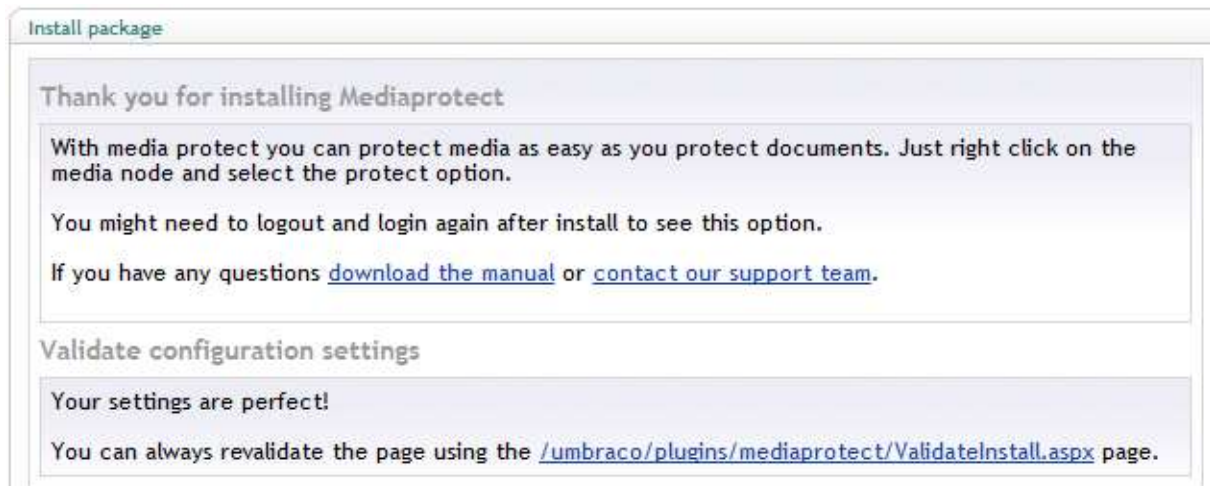 Install package
Thank you for installing Mediaprotect
With media protect you can protect media as easy as you protect documents. Just right click on the
media node and select the protect option.
You might need to logout and login again after install to see this option.
If you have any questions download the manual or contact our support team.
Validate configuration settings
Your settings are perfect!
You can always revalidate the page using the /umbraco/plugins/mediaprotect/ValidateInstall.aspx page.